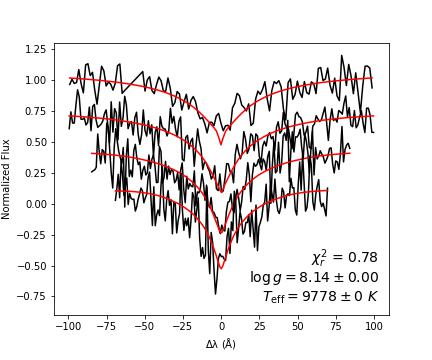 1.25
1.00
0.75
0.50
0.25
0.00
−0.25
−0.50
−0.75
Normalized Flux
χ²ᵣ = 0.78
log g = 8.14 ± 0.00
T_eff = 9778 ± 0 K
−100 −75 −50 −25 0 25 50 75 100
Δλ (Å)